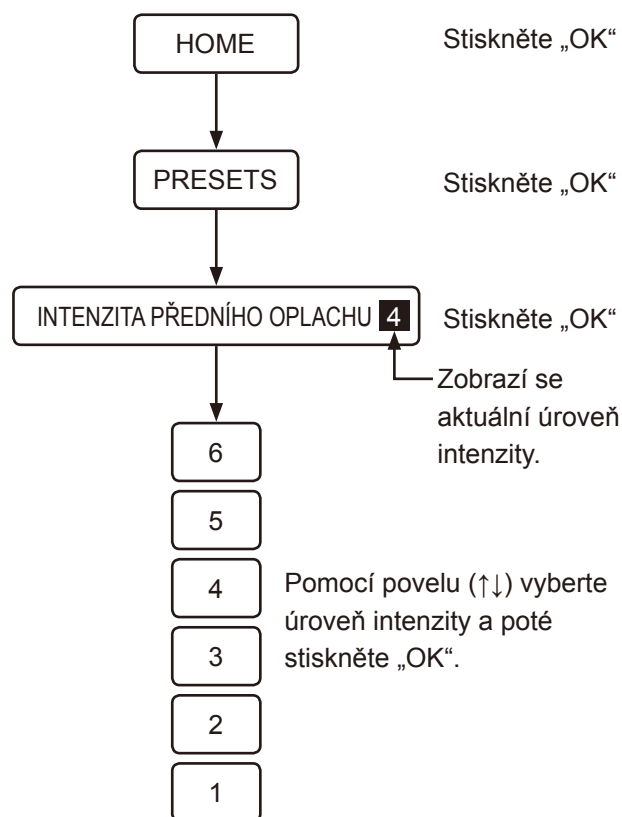 HOME Stiskněte „OK“
PRESETS Stiskněte „OK“
INTENZITA PŘEDNÍHO OPLACHU 4 Stiskněte „OK“
Zobrazí se
aktuální úroveň
intenzity.
6
5
4
Pomocí povelu (↑↓) vyberte
úroveň intenzity a poté
stiskněte „OK“.
3
2
1